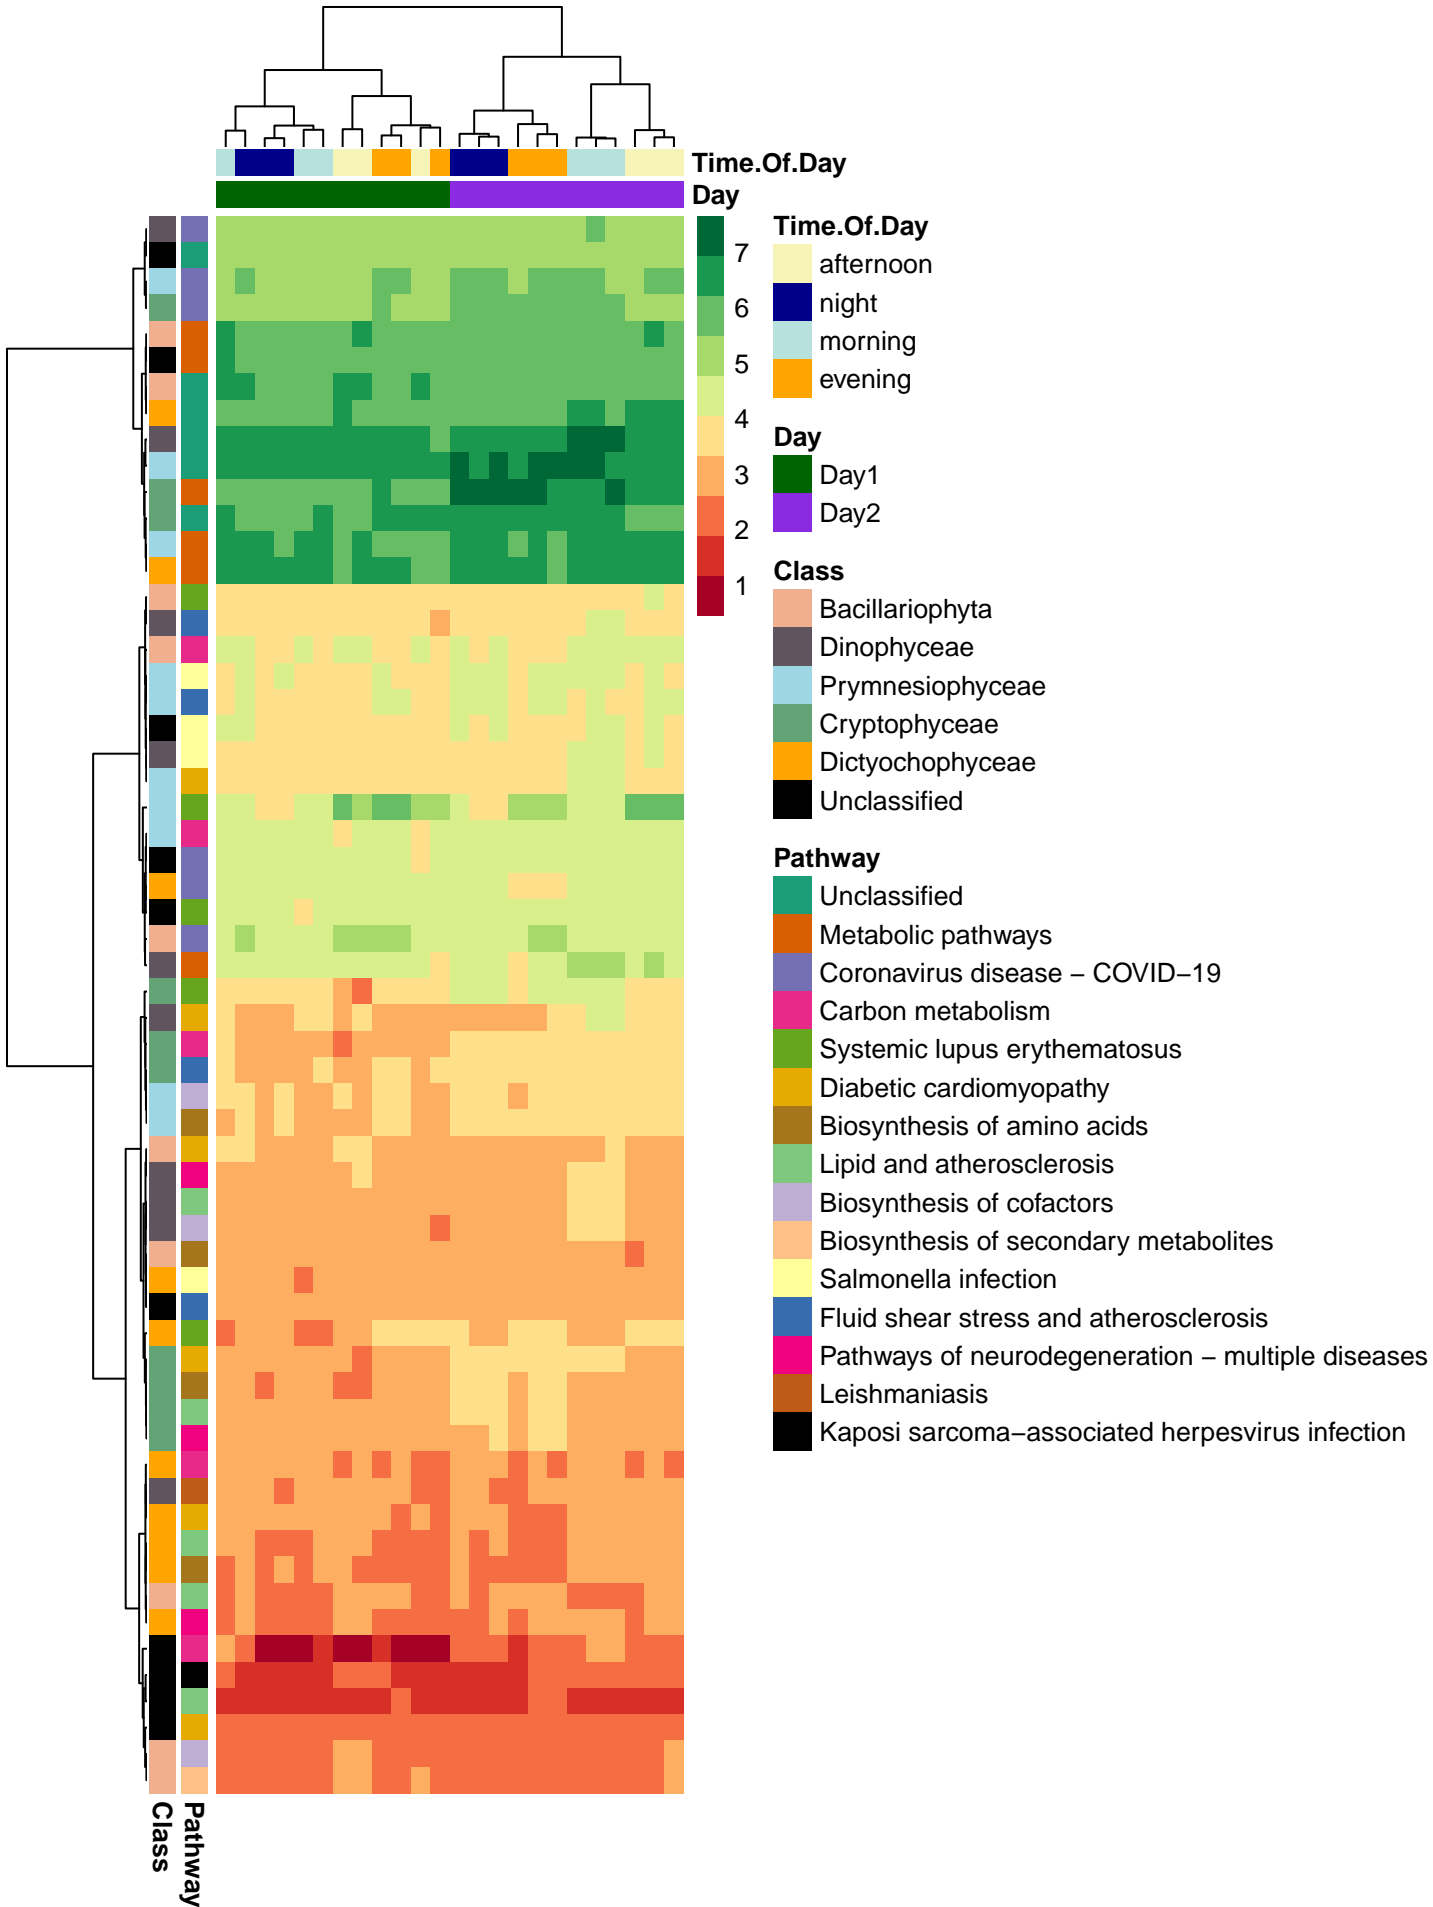 Time.Of.Day
Day
7
6
5
4
3
2
1
Time.Of.Day
afternoon
night
morning
evening
Day
Day1
Day2
Class
Bacillariophyta
Dinophyceae
Prymnesiophyceae
Cryptophyceae
Dictyochophyceae
Unclassified
Pathway
Unclassified
Metabolic pathways
Coronavirus disease − COVID−19
Carbon metabolism
Systemic lupus erythematosus
Diabetic cardiomyopathy
Biosynthesis of amino acids
Lipid and atherosclerosis
Biosynthesis of cofactors
Biosynthesis of secondary metabolites
Salmonella infection
Fluid shear stress and atherosclerosis
Pathways of neurodegeneration − multiple diseases
Leishmaniasis
Kaposi sarcoma−associated herpesvirus infection
Class
Pathway